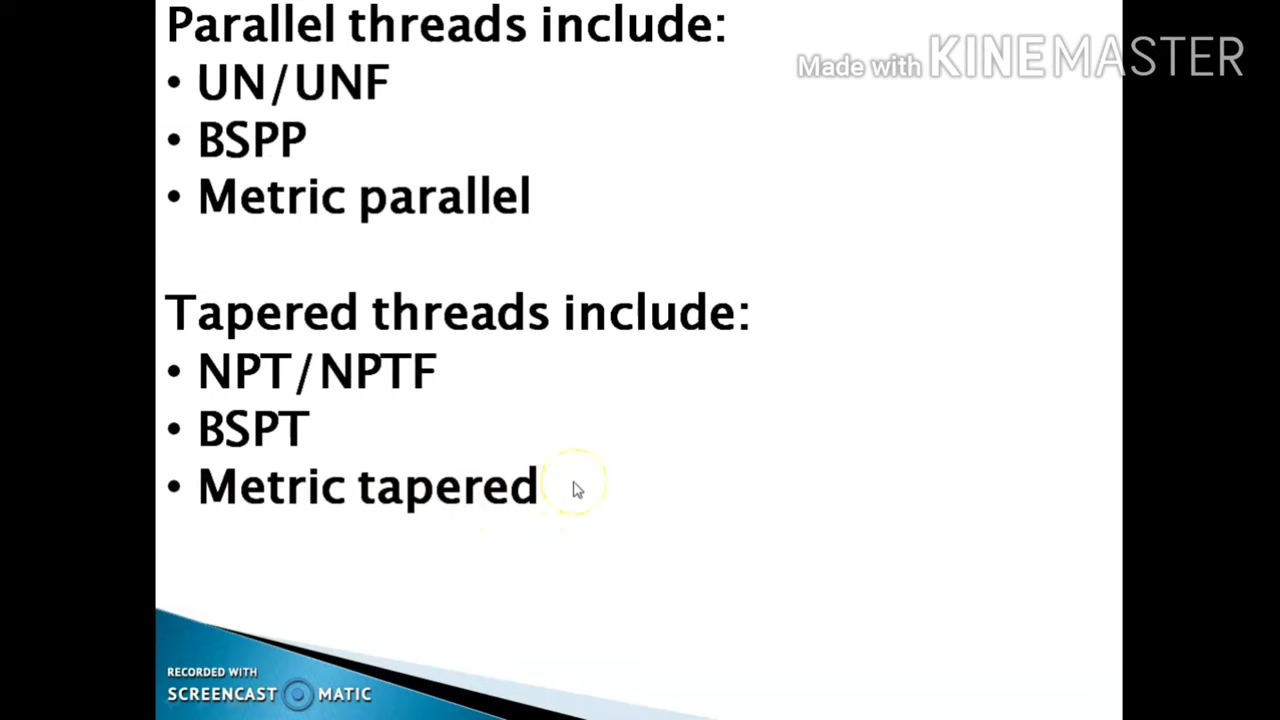 Parallel threads include:
• UN/UNF
• BSPP
• Metric parallel
Tapered threads include:
• NPT/NPTF
• BSPT
• Metric tapered
Made with KINEMASTER
RECORDED WITH
SCREENCAST MATIC